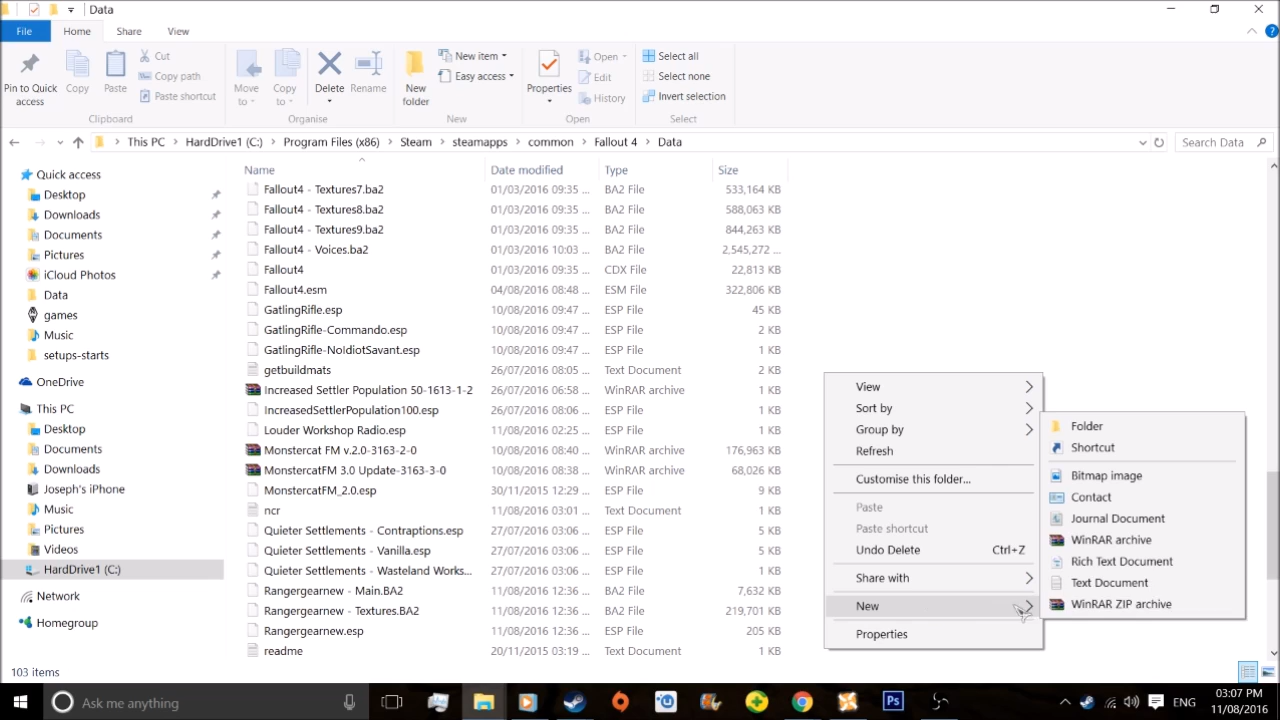 Data
File Home Share View
Pin to Quick access
Copy
Paste
Cut
Copy path
Paste shortcut
Clipboard
Move to
Copy to
Delete
Rename
Organise
New folder
New item
Easy access
New
Properties
Open
Edit
History
Open
Select all
Select none
Invert selection
Select
This PC > HardDrive1 (C:) > Program Files (x86) > Steam > steamapps > common > Fallout 4 > Data
Search Data
Quick access
Desktop
Downloads
Documents
Pictures
iCloud Photos
Data
games
Music
setups-starts
OneDrive
This PC
Desktop
Documents
Downloads
Joseph's iPhone
Music
Pictures
Videos
HardDrive1 (C:)
Network
Homegroup
Name Date modified Type Size
Fallout4 - Textures7.ba2 01/03/2016 09:35 ... BA2 File 533,164 KB
Fallout4 - Textures8.ba2 01/03/2016 09:35 ... BA2 File 588,063 KB
Fallout4 - Textures9.ba2 01/03/2016 09:35 ... BA2 File 844,263 KB
Fallout4 - Voices.ba2 01/03/2016 10:03 ... BA2 File 2,545,272 ...
Fallout4 01/03/2016 09:35 ... CDX File 22,813 KB
Fallout4.esm 04/08/2016 08:48 ... ESM File 322,806 KB
GatlingRifle.esp 10/08/2016 09:47 ... ESP File 45 KB
GatlingRifle-Commando.esp 10/08/2016 09:47 ... ESP File 2 KB
GatlingRifle-NoIdiotSavant.esp 10/08/2016 09:47 ... ESP File 1 KB
getbuildmats 26/07/2016 08:05 ... Text Document 2 KB
Increased Settler Population 50-1613-1-2 26/07/2016 06:58 ... WinRAR archive 1 KB
IncreasedSettlerPopulation100.esp 26/07/2016 08:06 ... ESP File 1 KB
Louder Workshop Radio.esp 11/08/2016 02:25 ... ESP File 1 KB
Monstercat FM v.2.0-3163-2-0 10/08/2016 08:40 ... WinRAR archive 176,963 KB
MonstercatFM 3.0 Update-3163-3-0 10/08/2016 08:38 ... WinRAR archive 68,026 KB
MonstercatFM_2.0.esp 30/11/2015 12:29 ... ESP File 9 KB
ncr 11/08/2016 03:01 ... Text Document 1 KB
Quieter Settlements - Contraptions.esp 27/07/2016 03:06 ... ESP File 5 KB
Quieter Settlements - Vanilla.esp 27/07/2016 03:06 ... ESP File 5 KB
Quieter Settlements - Wasteland Works... 27/07/2016 03:06 ... ESP File 5 KB
Rangergearnew - Main.BA2 11/08/2016 12:36 ... BA2 File 7,632 KB
Rangergearnew - Textures.BA2 11/08/2016 12:36 ... BA2 File 219,701 KB
Rangergearnew.esp 11/08/2016 12:36 ... ESP File 205 KB
readme 20/11/2015 03:19 ... Text Document 1 KB
View
Sort by
Group by
Refresh
Customise this folder...
Paste
Paste shortcut
Undo Delete Ctrl+Z
Share with
New
Properties
Folder
Shortcut
Bitmap image
Contact
Journal Document
WinRAR archive
Rich Text Document
Text Document
WinRAR ZIP archive
103 items
Ask me anything
Ps
ENG
03:07 PM
11/08/2016